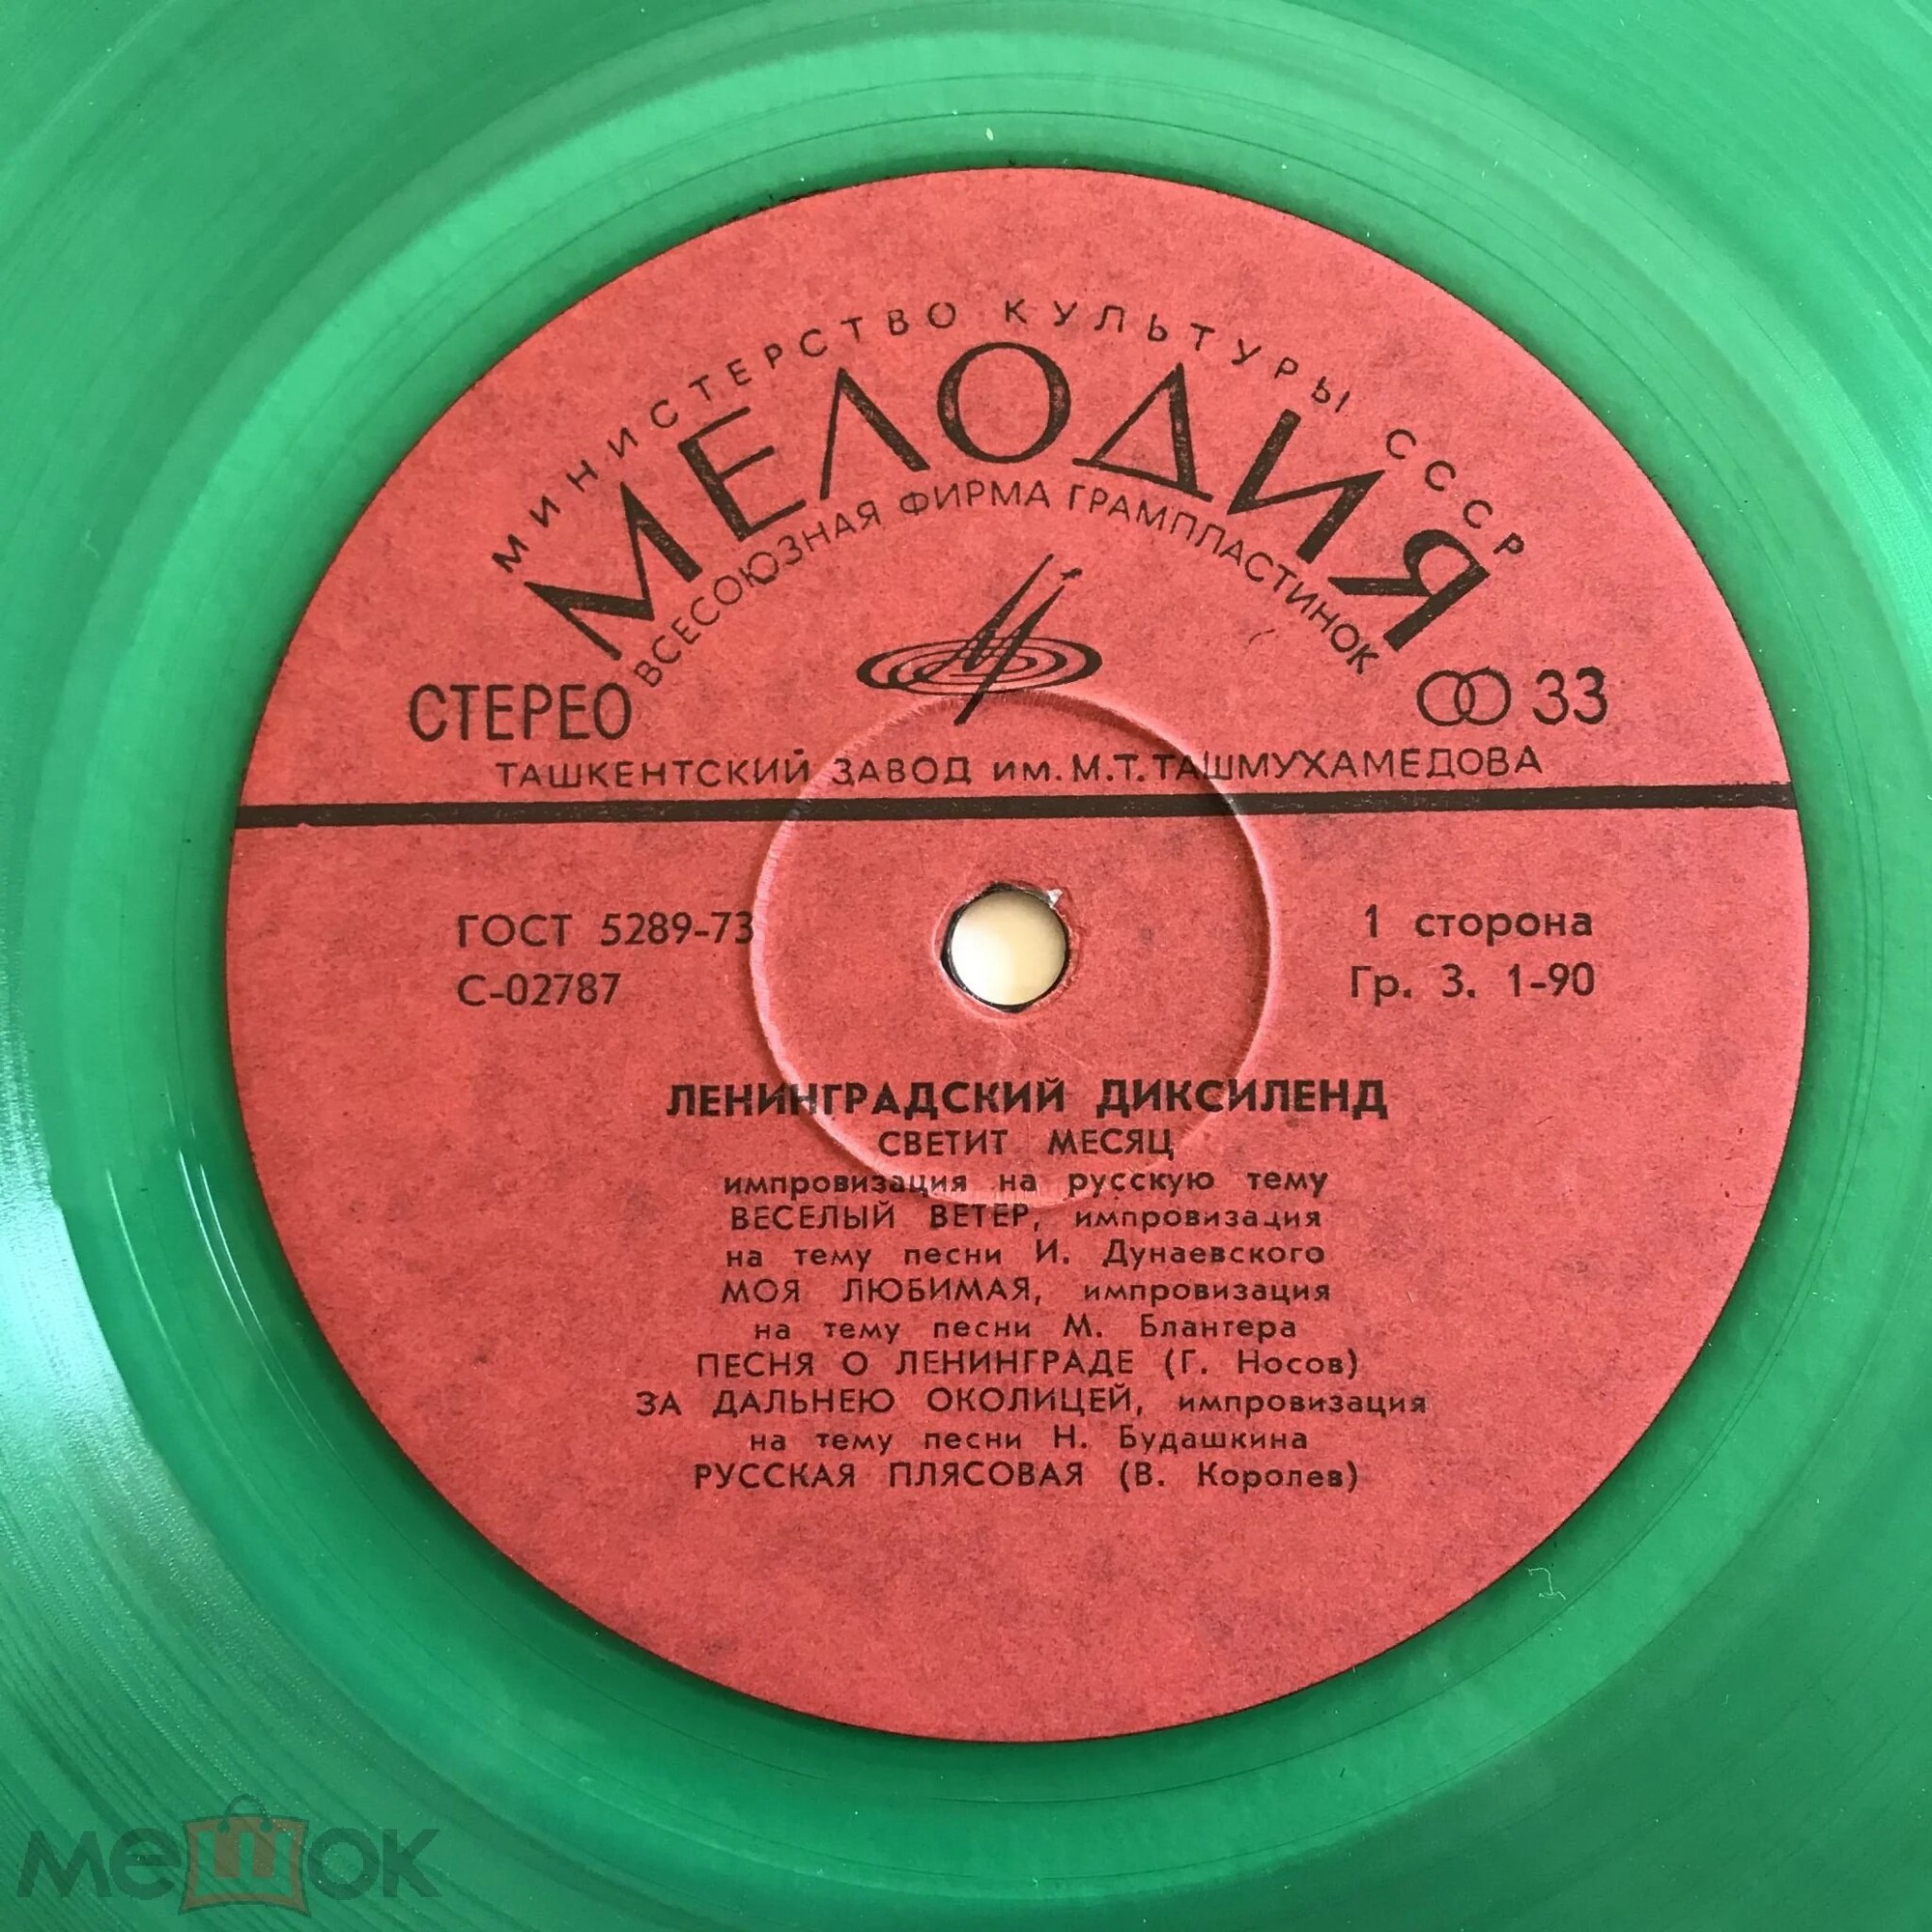 МИНИСТЕРСТВО КУЛЬТУРЫ СССР
МЕЛОДИЯ
ВСЕСОЮЗНАЯ ФИРМА ГРАМПЛАСТИНОК
СТЕРЕО 33
ТАШКЕНТСКИЙ ЗАВОД им. М.Т.ТАШМУХАМЕДОВА
ГОСТ 5289-73 1 сторона
С-02787 Гр. 3. 1-90
ЛЕНИНГРАДСКИЙ ДИКСИЛЕНД
СВЕТИТ МЕСЯЦ
импровизация на русскую тему
ВЕСЕЛЫЙ ВЕТЕР, импровизация
на тему песни И. Дунаевского
МОЯ ЛЮБИМАЯ, импровизация
на тему песни М. Блантера
ПЕСНЯ О ЛЕНИНГРАДЕ (Г. Носов)
ЗА ДАЛЬНЕЮ ОКОЛИЦЕЙ, импровизация
на тему песни Н. Будашкина
РУССКАЯ ПЛЯСОВАЯ (В. Королев)
мешок